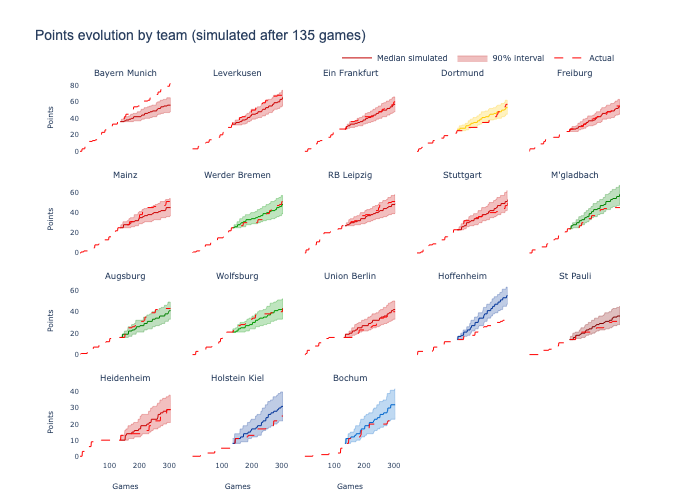 Points evolution by team (simulated after 135 games)
Median simulated 90% interval Actual
Bayern Munich Leverkusen Ein Frankfurt Dortmund Freiburg
80
60
40
20
0
Points
Mainz Werder Bremen RB Leipzig Stuttgart M'gladbach
60
40
20
0
Points
Augsburg Wolfsburg Union Berlin Hoffenheim St Pauli
60
40
20
0
Points
Heidenheim Holstein Kiel Bochum
40
30
20
10
0
Points
100 200 300 100 200 300 100 200 300
Games Games Games